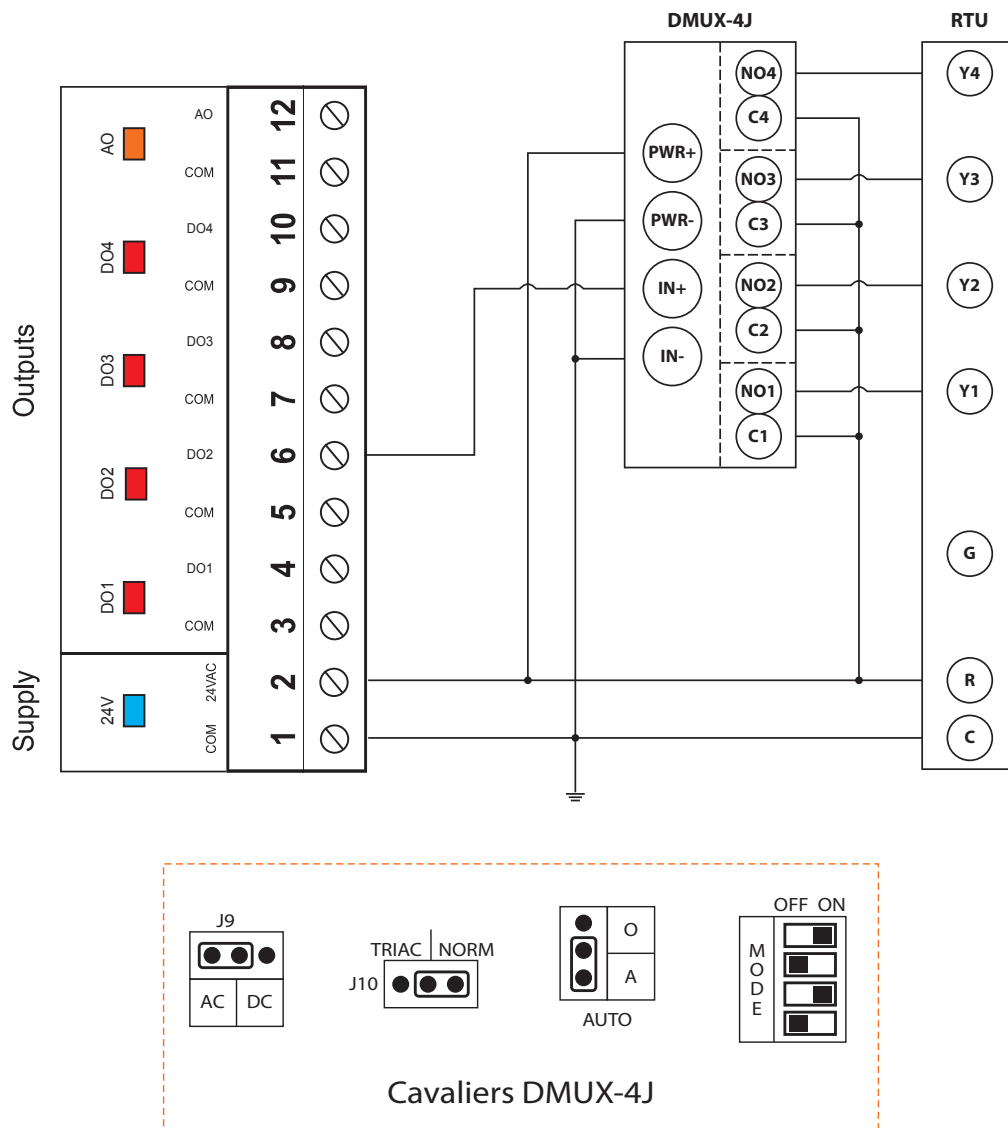 DMUX-4J
RTU
Outputs
Supply
AO
DO4
DO3
DO2
DO1
24V
AO
COM
DO4
COM
DO3
COM
DO2
COM
DO1
COM
24VAC
COM
12
11
10
9
8
7
6
5
4
3
2
1
PWR+
PWR-
IN+
IN-
NO4
C4
NO3
C3
NO2
C2
NO1
C1
Y4
Y3
Y2
Y1
G
R
C
J9
AC DC
TRIAC NORM
J10
O
A
AUTO
OFF ON
MODE
Cavaliers DMUX-4J